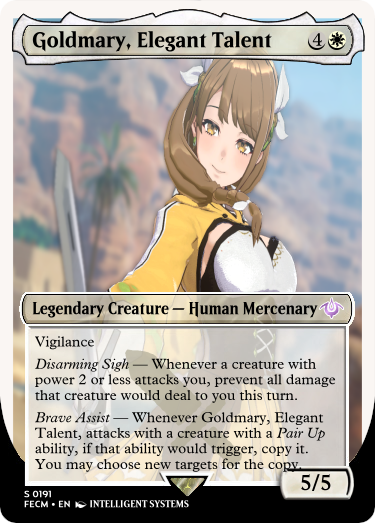 Goldmary, Elegant Talent 4
Legendary Creature — Human Mercenary
Vigilance
Disarming Sigh — Whenever a creature with
power 2 or less attacks you, prevent all damage
that creature would deal to you this turn.
Brave Assist — Whenever Goldmary, Elegant
Talent, attacks with a creature with a Pair Up
ability, if that ability would trigger, copy it.
You may choose new targets for the copy.
5/5
S 0191
FECM • EN INTELLIGENT SYSTEMS